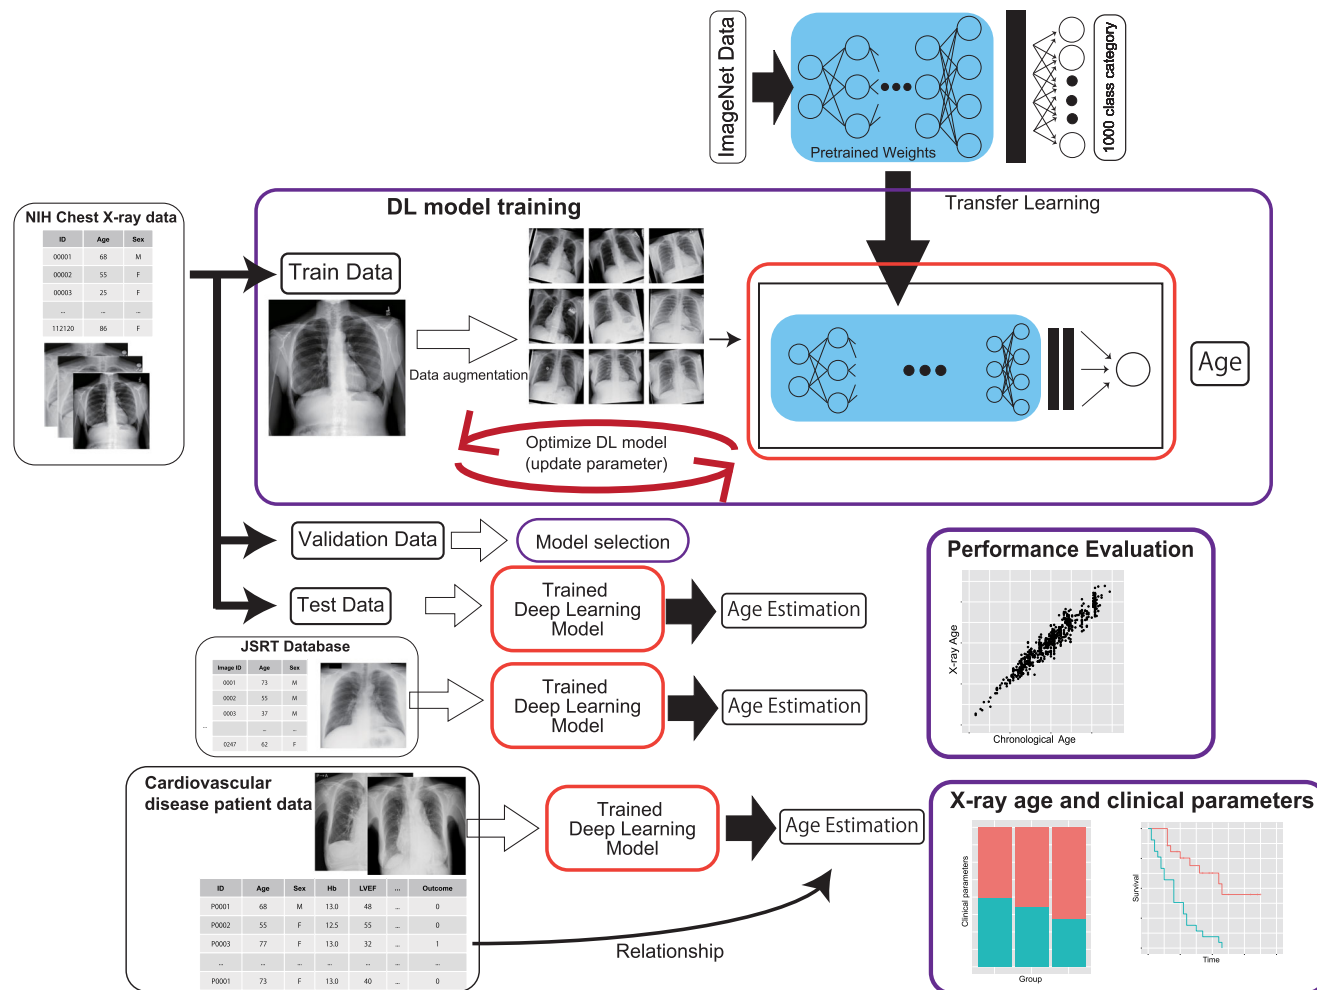 ImageNet Data
Pretrained Weights
1000 class category
Transfer Learning
NIH Chest X-ray data
ID Age Sex
00001 68 M
00002 55 F
00003 25 F
... ... ...
112120 86 F
DL model training
Train Data
Data augmentation
Optimize DL model
(update parameter)
Age
Validation Data
Model selection
Test Data
Trained
Deep Learning
Model
Age Estimation
JSRT Database
Image ID Age Sex
0001 73 M
0002 55 M
0003 37 M
... ... ...
0247 62 F
Trained
Deep Learning
Model
Age Estimation
Performance Evaluation
X-ray Age
Chronological Age
Cardiovascular
disease patient data
ID Age Sex Hb LVEF ... Outcome
P0001 68 M 13.0 48 ... 0
P0002 55 F 12.5 55 ... 0
P0003 77 F 13.0 32 ... 1
... ... ... ... ... ... ...
P0001 73 F 13.0 40 ... 0
Trained
Deep Learning
Model
Age Estimation
Relationship
X-ray age and clinical parameters
Clinical parameters
Group
Survival
Time